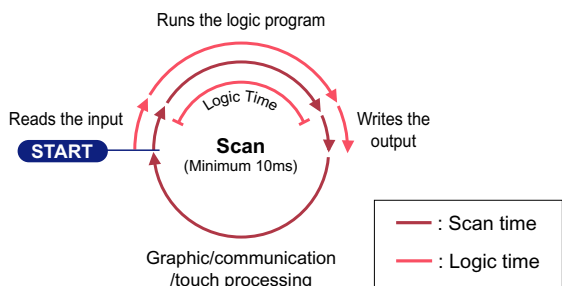 Runs the logic program
Logic Time
Reads the input
START
Scan
(Minimum 10ms)
Writes the
output
Graphic/communication
/touch processing
: Scan time
: Logic time